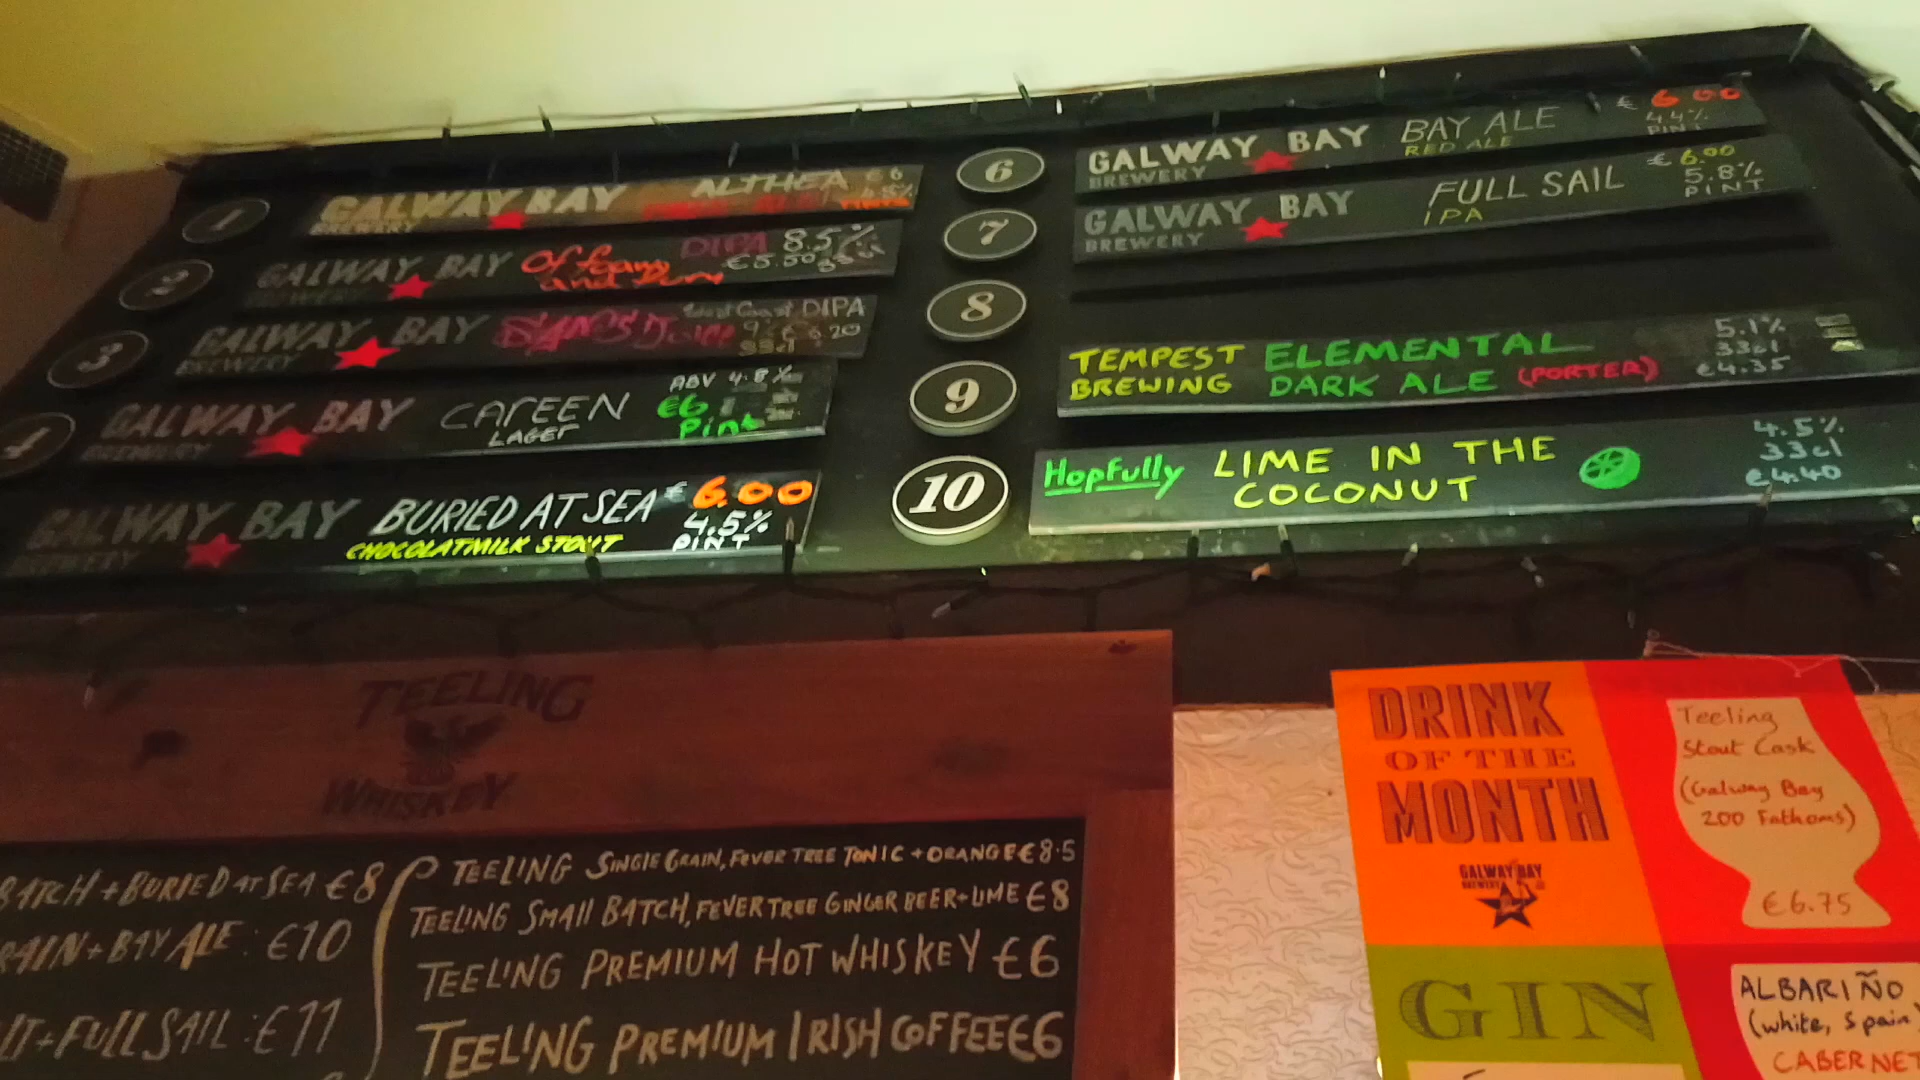 1
GALWAY BAY ALTHEA € 6
BREWERY
2
GALWAY BAY Of foam DIPA 8.5%
and €5.50
3
GALWAY BAY West Coast DIPA
BREWERY
4
GALWAY BAY CAREEN ABV 4.8%
BREWERY LAGER €6
Pint
GALWAY BAY BURIED AT SEA € 6.00
BREWERY CHOCOLATMILK STOUT 4.5%
PINT
6
GALWAY BAY BAY ALE € 6.00
BREWERY RED ALE 4.4%
PINT
7
GALWAY BAY FULL SAIL € 6.00
BREWERY IPA 5.8%
PINT
8
9
TEMPEST ELEMENTAL 5.1%
BREWING DARK ALE (PORTER) 33cl
€4.35
10
HopFully LIME IN THE 4.5%
COCONUT 33cl
€4.40
TEELING
WHISKEY
BATCH + BURIED AT SEA €8
RAIN + BAY ALE : €10
LT + FULL SAIL : €11
TEELING SINGLE GRAIN, FEVER TREE TONIC + ORANGE €8.5
TEELING SMALL BATCH, FEVER TREE GINGER BEER + LIME €8
TEELING PREMIUM HOT WHISKEY €6
TEELING PREMIUM IRISH COFFEE €6
DRINK
OF THE
MONTH
GALWAY BAY
BREWERY
Teeling
Stout Cask
(Galway Bay
200 Fathoms)
€6.75
GIN
ALBARIÑO
(white, Spain)
CABERNET